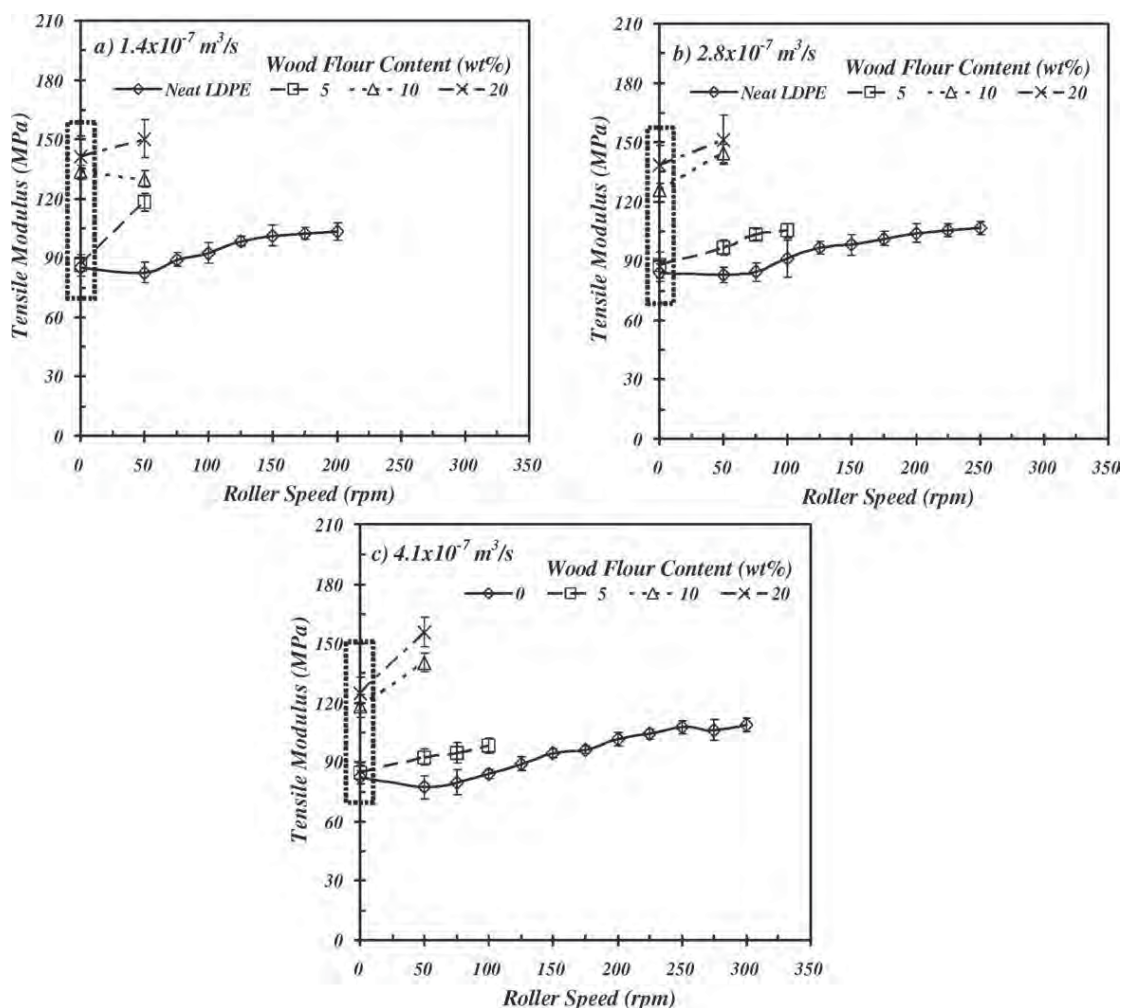 a) 1.4x10⁻⁷ m³/s
Wood Flour Content (wt%)
Neat LDPE 5 10 20
Tensile Modulus (MPa)
210
180
150
120
90
60
30
0
0 50 100 150 200 250 300 350
Roller Speed (rpm)
b) 2.8x10⁻⁷ m³/s
Wood Flour Content (wt%)
Neat LDPE 5 10 20
Tensile Modulus (MPa)
210
180
150
120
90
60
30
0
0 50 100 150 200 250 300 350
Roller Speed (rpm)
c) 4.1x10⁻⁷ m³/s
Wood Flour Content (wt%)
0 5 10 20
Tensile Modulus (MPa)
210
180
150
120
90
60
30
0
0 50 100 150 200 250 300 350
Roller Speed (rpm)